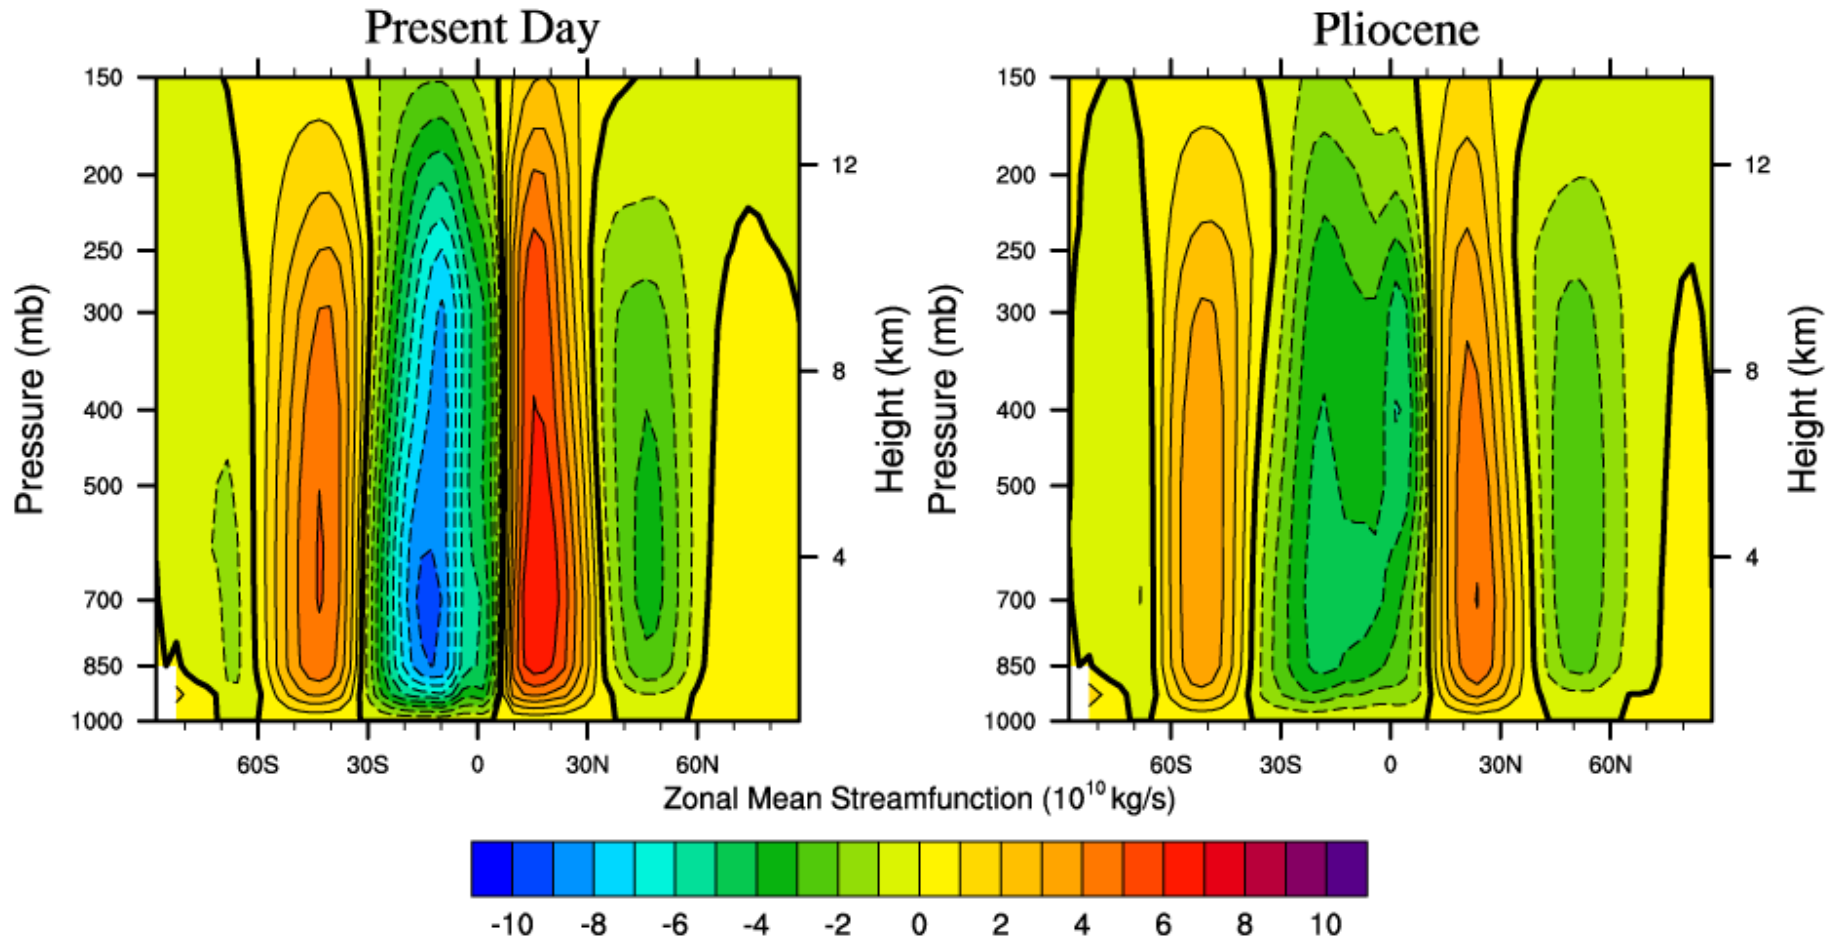 Present Day
Pliocene
Pressure (mb)
150
200
250
300
400
500
700
850
1000
60S
30S
0
30N
60N
12
8
4
Height (km)
Pressure (mb)
150
200
250
300
400
500
700
850
1000
60S
30S
0
30N
60N
12
8
4
Height (km)
Zonal Mean Streamfunction (10¹⁰ kg/s)
-10 -8 -6 -4 -2 0 2 4 6 8 10